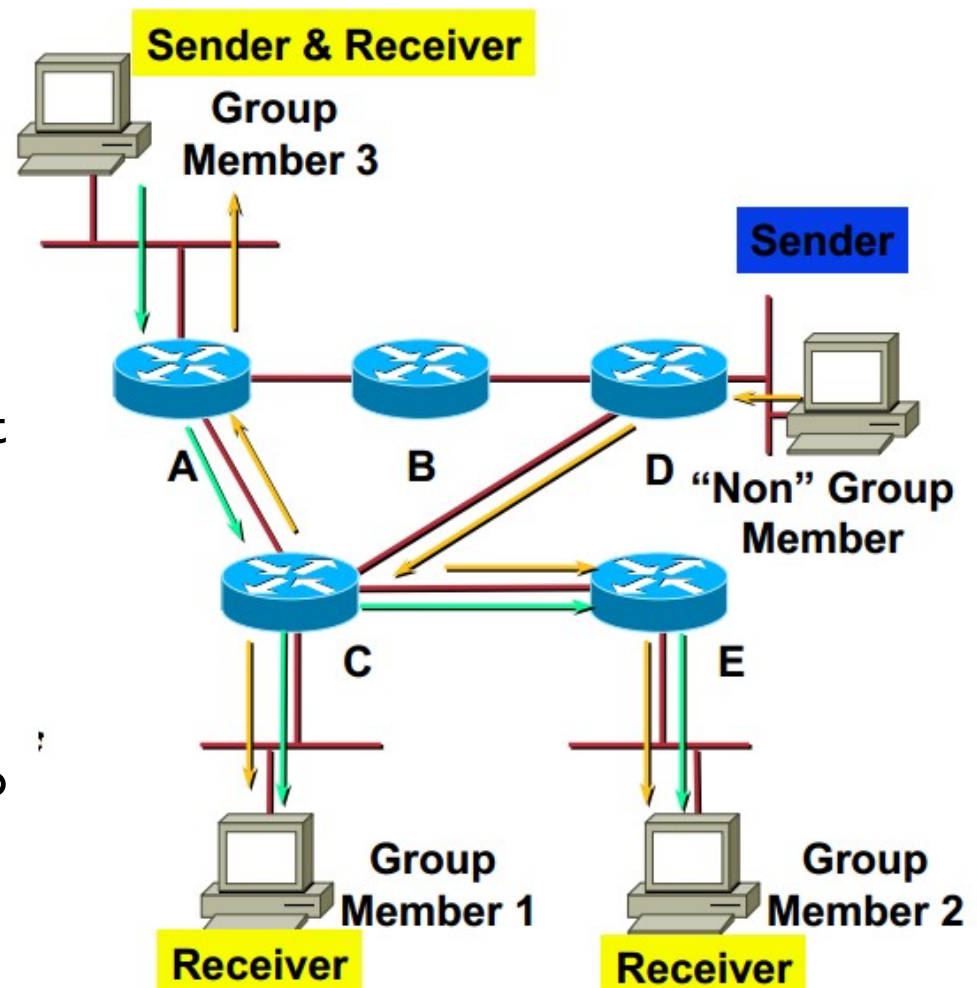 Sender & Receiver
Group
Member 3
Sender
A
B
D
“Non” Group
Member
C
E
Group
Member 1
Receiver
Group
Member 2
Receiver